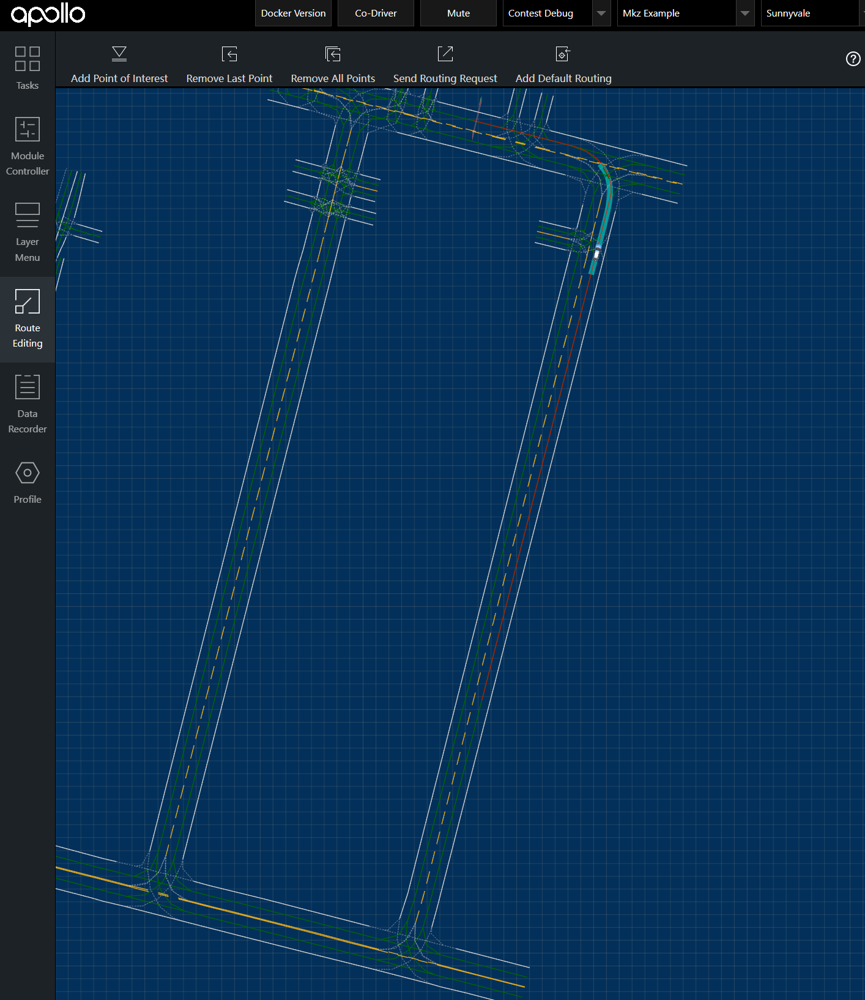 apollo
Docker Version
Co-Driver
Mute
Contest Debug
Mkz Example
Sunnyvale
Add Point of Interest
Remove Last Point
Remove All Points
Send Routing Request
Add Default Routing
?
Tasks
Module
Controller
Layer
Menu
Route
Editing
Data
Recorder
Profile